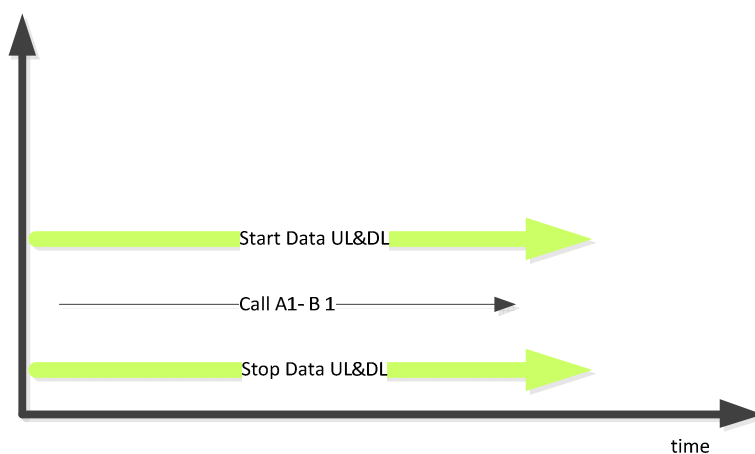 Start Data UL&DL
Call A1- B 1
Stop Data UL&DL
time